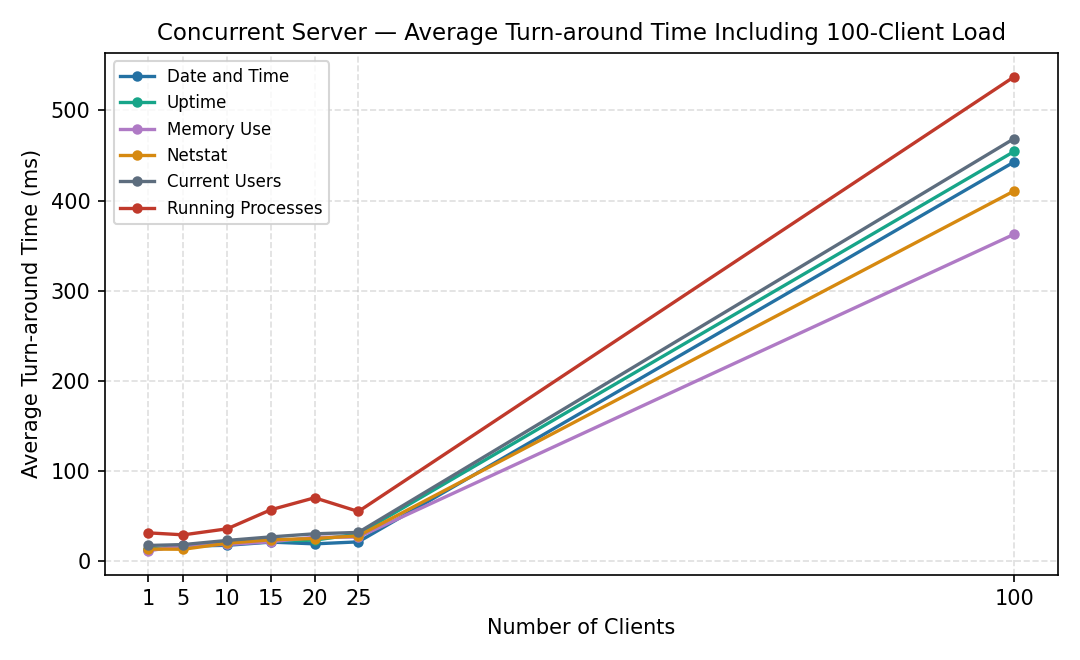 Concurrent Server — Average Turn-around Time Including 100-Client Load
Date and Time
Uptime
Memory Use
Netstat
Current Users
Running Processes
Average Turn-around Time (ms)
500
400
300
200
100
0
1 5 10 15 20 25 100
Number of Clients